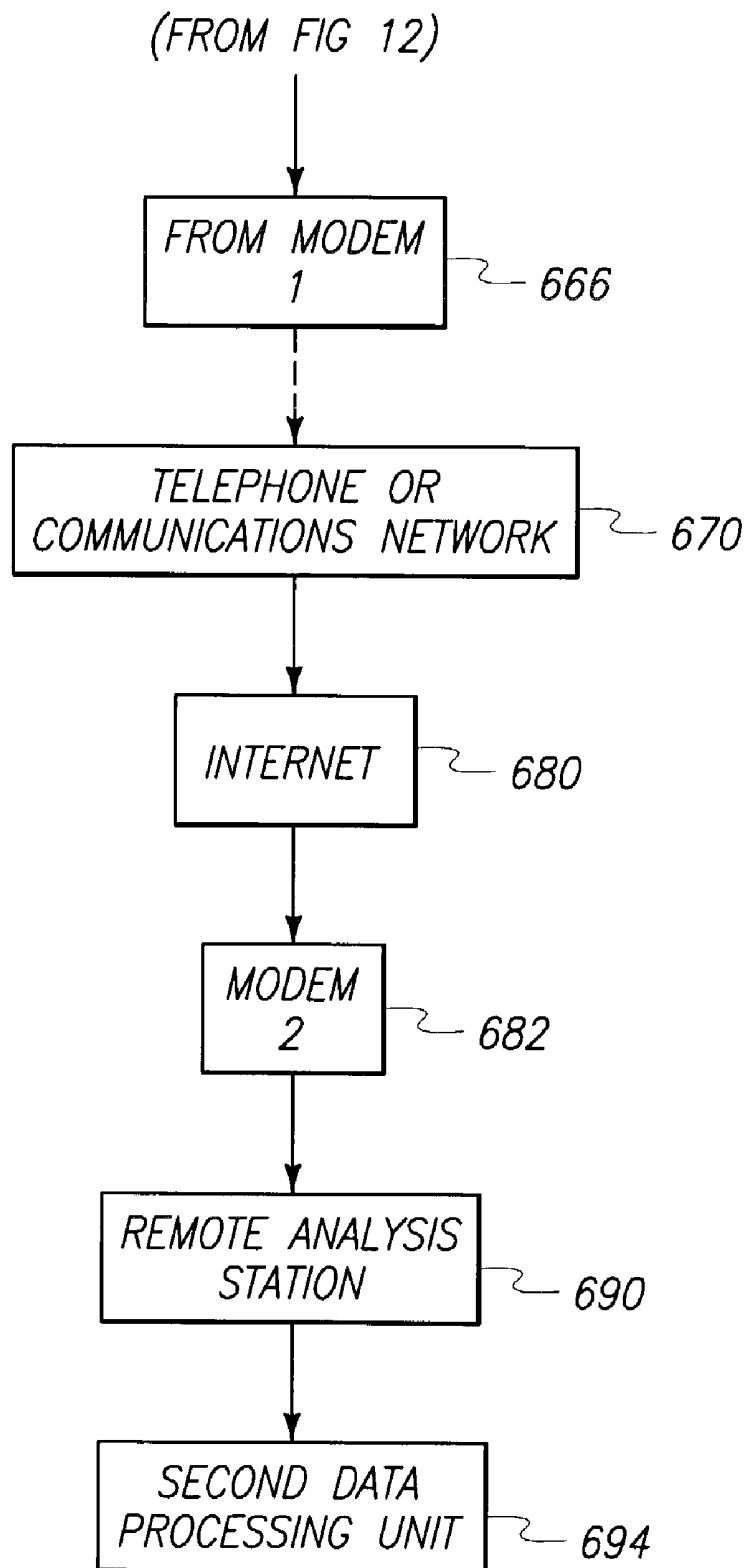 (FROM FIG 12)
FROM MODEM
1
666
TELEPHONE OR
COMMUNICATIONS NETWORK
670
INTERNET
680
MODEM
2
682
REMOTE ANALYSIS
STATION
690
SECOND DATA
PROCESSING UNIT
694